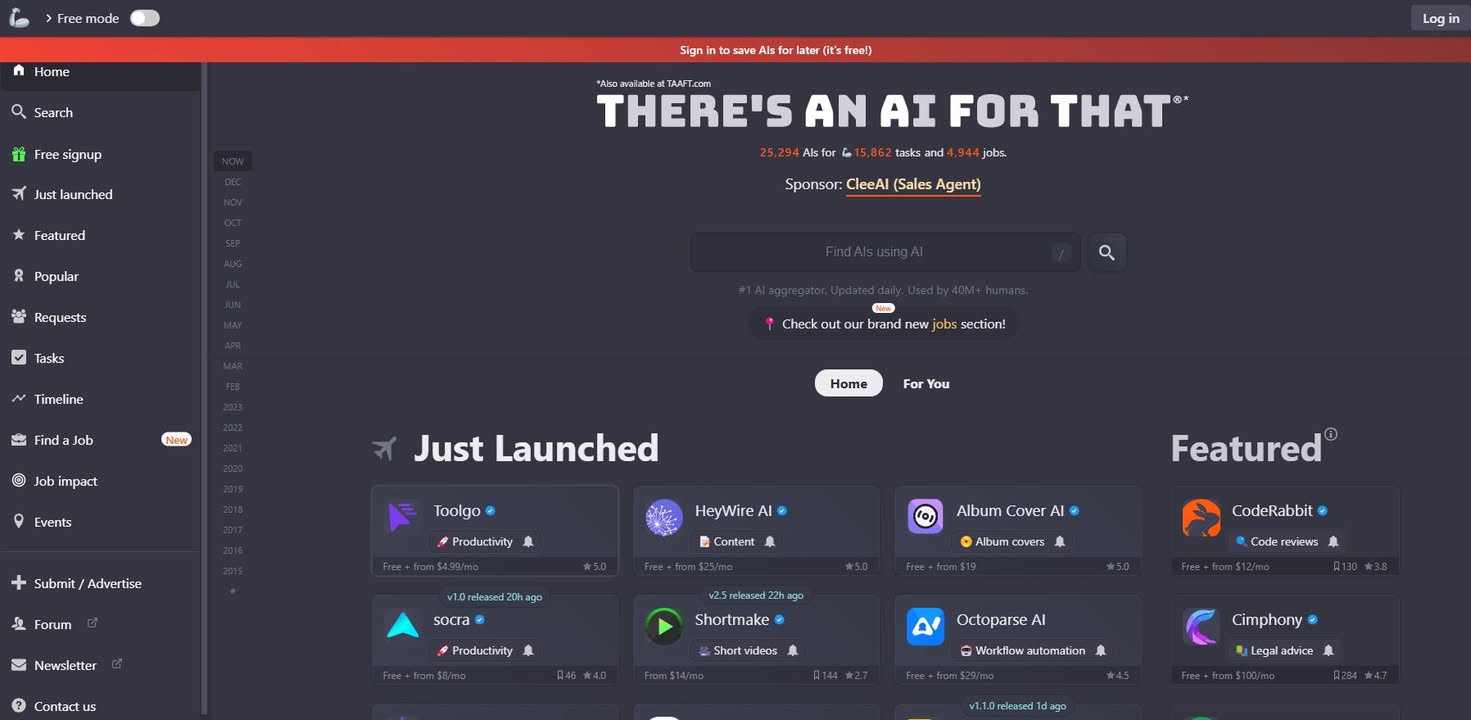 Free mode
Log in
Sign in to save AIs for later (it's free!)
Home
Search
Free signup
Just launched
Featured
Popular
Requests
Tasks
Timeline
Find a Job New
Job impact
Events
Submit / Advertise
Forum
Newsletter
Contact us
NOW
DEC
NOV
OCT
SEP
AUG
JUL
JUN
MAY
APR
MAR
FEB
2023
2022
2021
2020
2019
2018
2017
2016
2015
#
*Also available at TAAFT.com
THERE'S AN AI FOR THAT®*
25,294 AIs for 15,862 tasks and 4,944 jobs.
Sponsor: CleeAI (Sales Agent)
Find AIs using AI /
#1 AI aggregator. Updated daily. Used by 40M+ humans.
New
Check out our brand new jobs section!
Home For You
Just Launched
Toolgo
Productivity
Free + from $4.99/mo 5.0
HeyWire AI
Content
Free + from $25/mo 5.0
Album Cover AI
Album covers
Free + from $19 5.0
v1.0 released 20h ago
socra
Productivity
Free + from $8/mo 46 4.0
v2.5 released 22h ago
Shortmake
Short videos
From $14/mo 144 2.7
Octoparse AI
Workflow automation
Free + from $29/mo 4.5
v1.1.0 released 1d ago
Featured
CodeRabbit
Code reviews
Free + from $12/mo 130 3.8
Cimphony
Legal advice
Free + from $100/mo 284 4.7